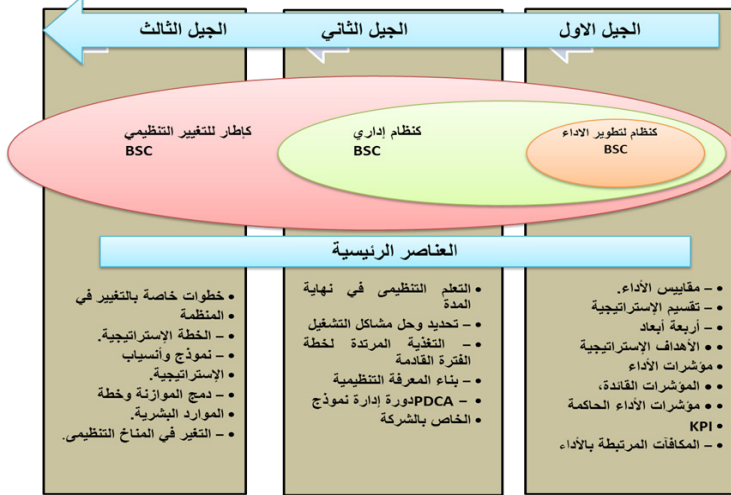 الجيل الاول
الجيل الثاني
الجيل الثالث
كنظام لتطوير الاداء
BSC
كنظام إداري
BSC
كإطار للتغيير التنظيمي
BSC
العناصر الرئيسية
• – مقاييس الأداء.
• – تقسيم الإستراتيجية
• – أربعة أبعاد
• • الأهداف الإستراتيجية
• مؤشرات الأداء
• • المؤشرات القائدة،
• • مؤشرات الأداء الحاكمة
• KPI
• – المكافآت المرتبطة بالأداء
• التعلم التنظيمى في نهاية
المدة
• – تحديد وحل مشاكل التشغيل
• – التغذية المرتدة لخطة
الفترة القادمة
• – بناء المعرفة التنظيمية
• – PDCAدورة إدارة نموذج
• الخاص بالشركة
• خطوات خاصة بالتغيير في
• المنظمة
• – الخطة الإستراتيجية.
• – نموذج وأنسياب
• الإستراتيجية.
• – دمج الموازنة وخطة
• الموارد البشرية.
• – التغير في المناخ التنظيمى.